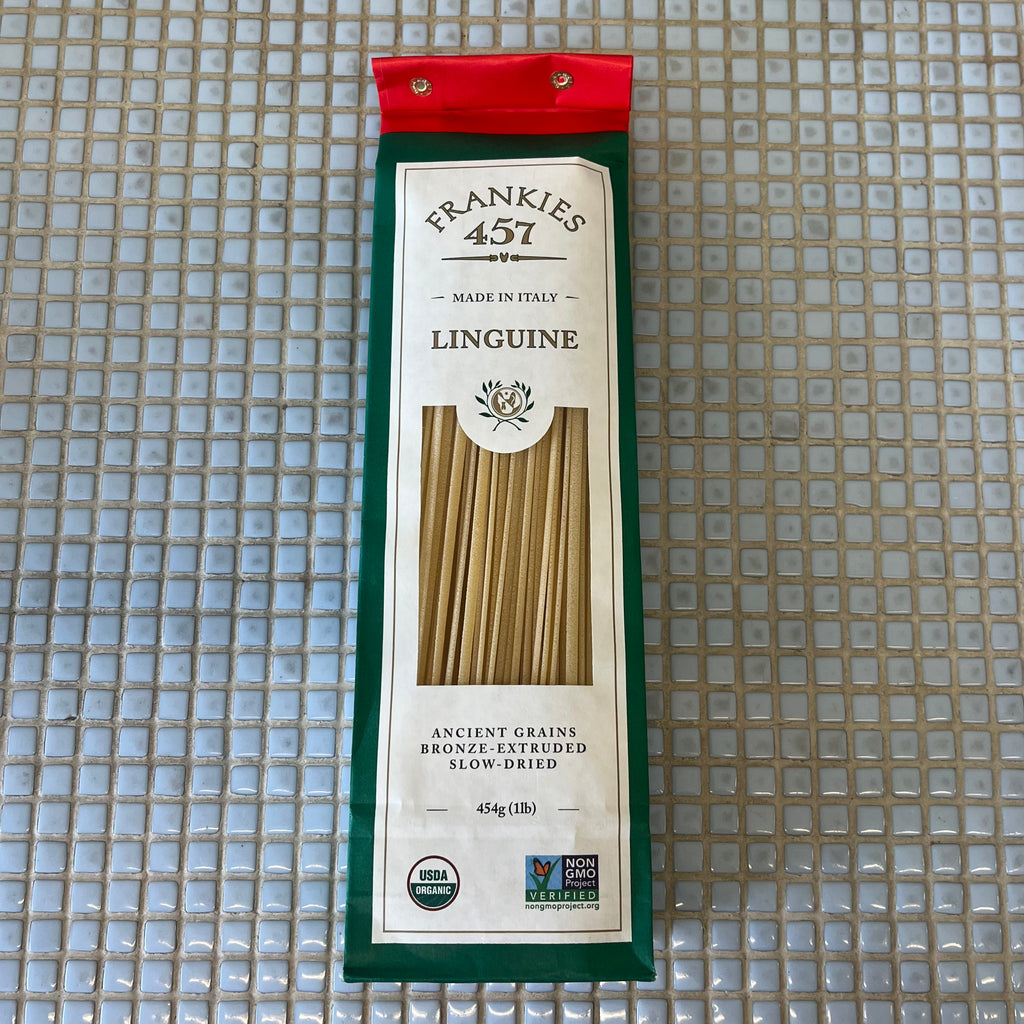 FRANKIES
457
MADE IN ITALY
LINGUINE
ANCIENT GRAINS
BRONZE-EXTRUDED
SLOW-DRIED
454g (1lb)
USDA
ORGANIC
NON
GMO
Project
VERIFIED
nongmoproject.org